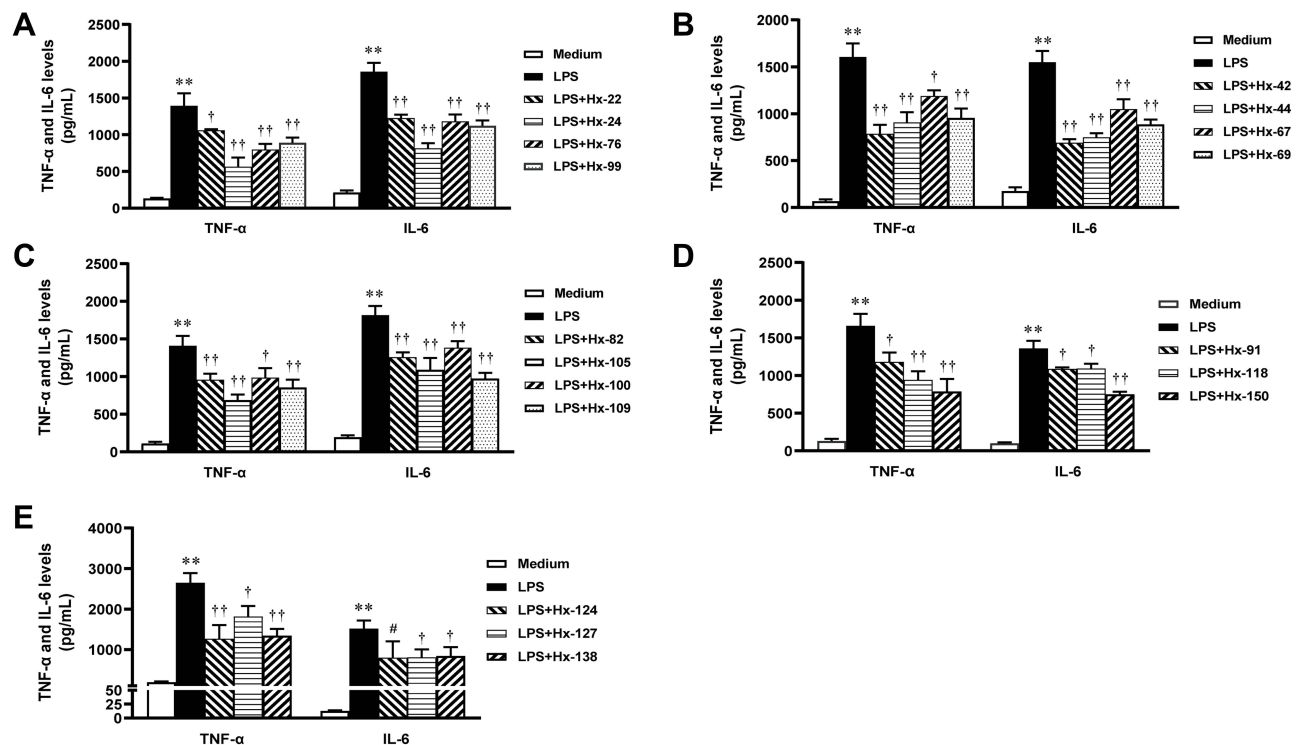 A
TNF-α and IL-6 levels
(pg/mL)
2500
2000
1500
1000
500
0
**
†
††
††
††
**
††
††
††
††
TNF-α
IL-6
Medium
LPS
LPS+Hx-22
LPS+Hx-24
LPS+Hx-76
LPS+Hx-99
B
TNF-α and IL-6 levels
(pg/mL)
2000
1500
1000
500
0
**
††
††
†
††
**
††
††
††
††
TNF-α
IL-6
Medium
LPS
LPS+Hx-42
LPS+Hx-44
LPS+Hx-67
LPS+Hx-69
C
TNF-α and IL-6 levels
(pg/mL)
2500
2000
1500
1000
500
0
**
††
††
†
††
**
††
††
††
††
TNF-α
IL-6
Medium
LPS
LPS+Hx-82
LPS+Hx-105
LPS+Hx-100
LPS+Hx-109
D
TNF-α and IL-6 levels
(pg/mL)
2500
2000
1500
1000
500
0
**
†
††
††
**
†
†
††
TNF-α
IL-6
Medium
LPS
LPS+Hx-91
LPS+Hx-118
LPS+Hx-150
E
TNF-α and IL-6 levels
(pg/mL)
4000
3000
2000
1000
50
25
0
**
††
†
††
**
#
†
†
TNF-α
IL-6
Medium
LPS
LPS+Hx-124
LPS+Hx-127
LPS+Hx-138